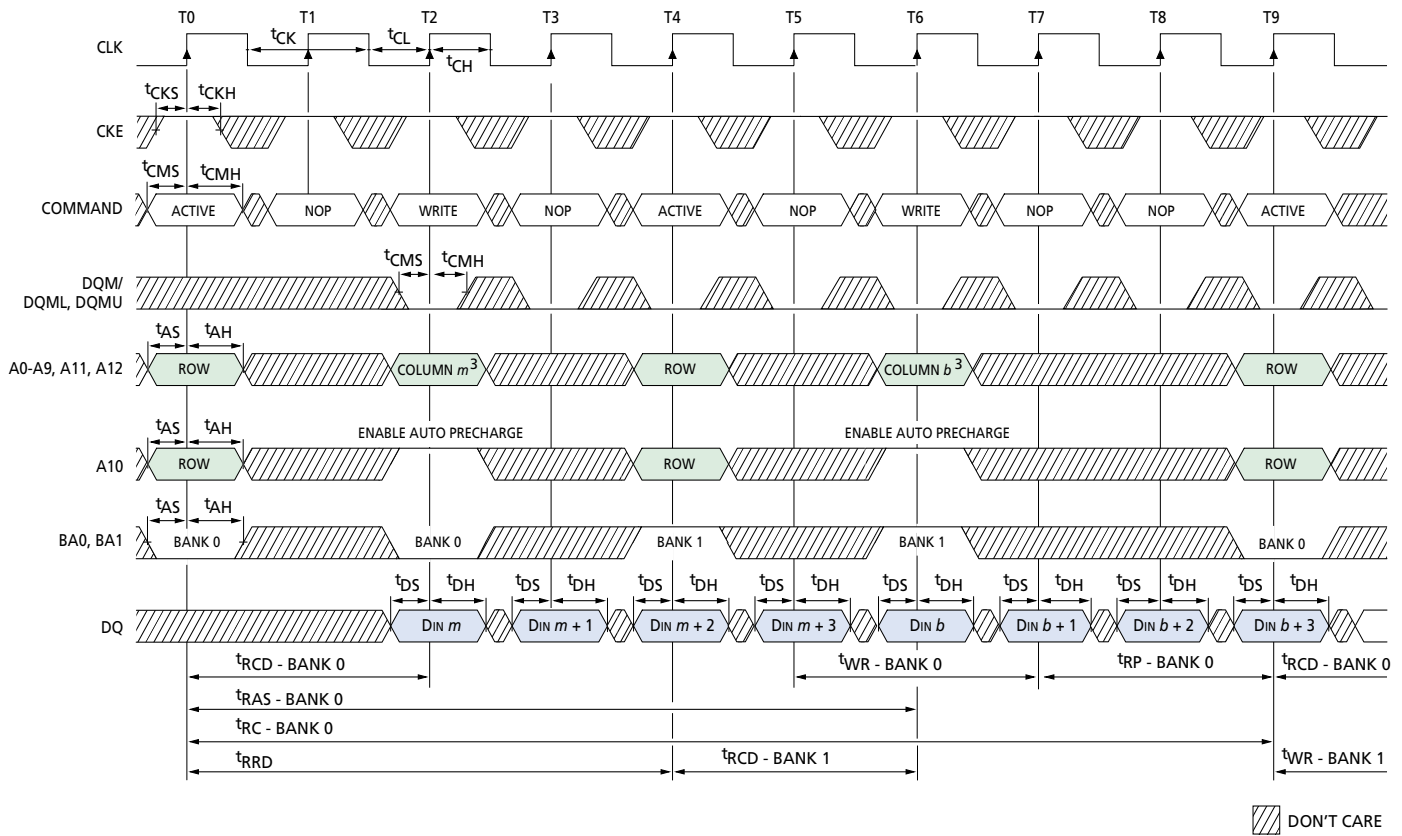 T0 T1 T2 T3 T4 T5 T6 T7 T8 T9
CLK
tCK tCL tCH
tCKS tCKH
CKE
tCMS tCMH
COMMAND ACTIVE NOP WRITE NOP ACTIVE NOP WRITE NOP NOP ACTIVE
tCMS tCMH
DQM/
DQML, DQMU
tAS tAH
A0-A9, A11, A12 ROW COLUMN m 3 ROW COLUMN b 3 ROW
tAS tAH
ENABLE AUTO PRECHARGE ENABLE AUTO PRECHARGE
A10 ROW ROW ROW
tAS tAH
BA0, BA1 BANK 0 BANK 0 BANK 1 BANK 1 BANK 0
tDS tDH tDS tDH tDS tDH tDS tDH tDS tDH tDS tDH tDS tDH tDS tDH
DQ DIN m DIN m + 1 DIN m + 2 DIN m + 3 DIN b DIN b + 1 DIN b + 2 DIN b + 3
tRCD - BANK 0 tWR - BANK 0 tRP - BANK 0 tRCD - BANK 0
tRAS - BANK 0
tRC - BANK 0
tRRD tRCD - BANK 1 tWR - BANK 1
DON'T CARE